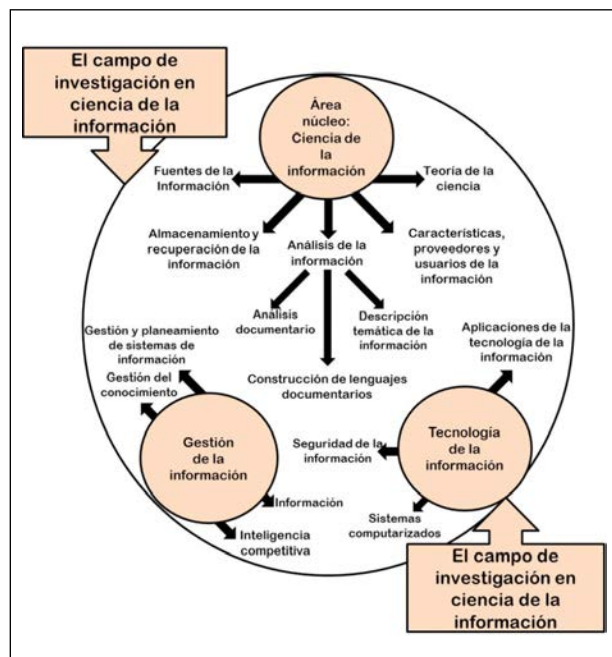 El campo de
investigación en
ciencia de la
información
Área
núcleo:
Ciencia de
la
información
Fuentes de la
Información
Teoría de la
ciencia
Almacenamiento y
recuperación de la
información
Análisis de la
información
Características,
proveedores y
usuarios de la
información
Análisis
documentario
Descripción
temática de la
información
Construcción de lenguajes
documentarios
Gestión y planeamiento
de sistemas de
información
Gestión del
conocimiento
Gestión
de la
información
Información
Inteligencia
competitiva
Aplicaciones de la
tecnología de la
información
Tecnología
de la
información
Seguridad de la
información
Sistemas
computarizados
El campo de
investigación en
ciencia de la
información